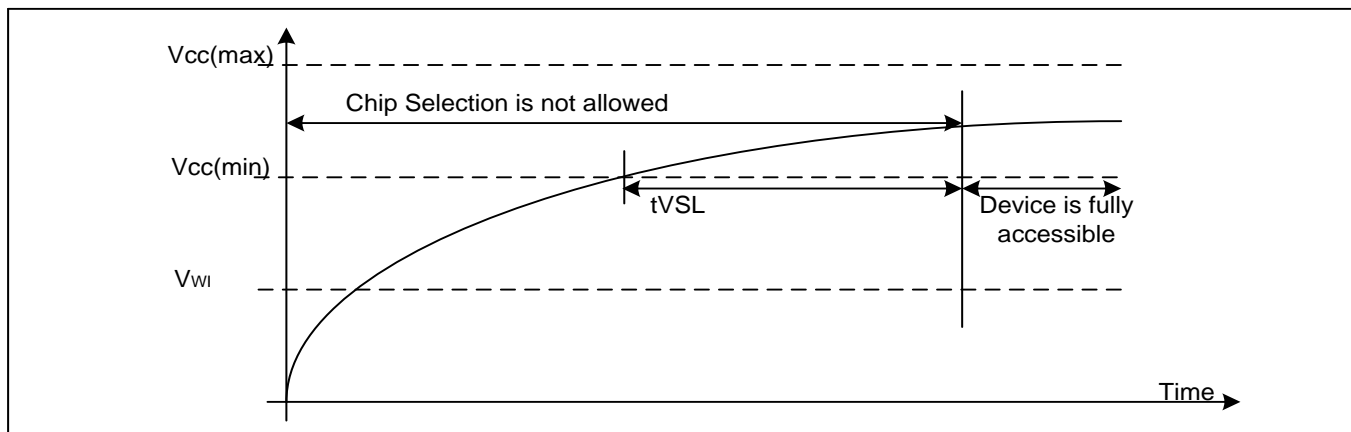 Vcc(max)
Chip Selection is not allowed
Vcc(min)
tVSL
Device is fully
accessible
VWI
Time